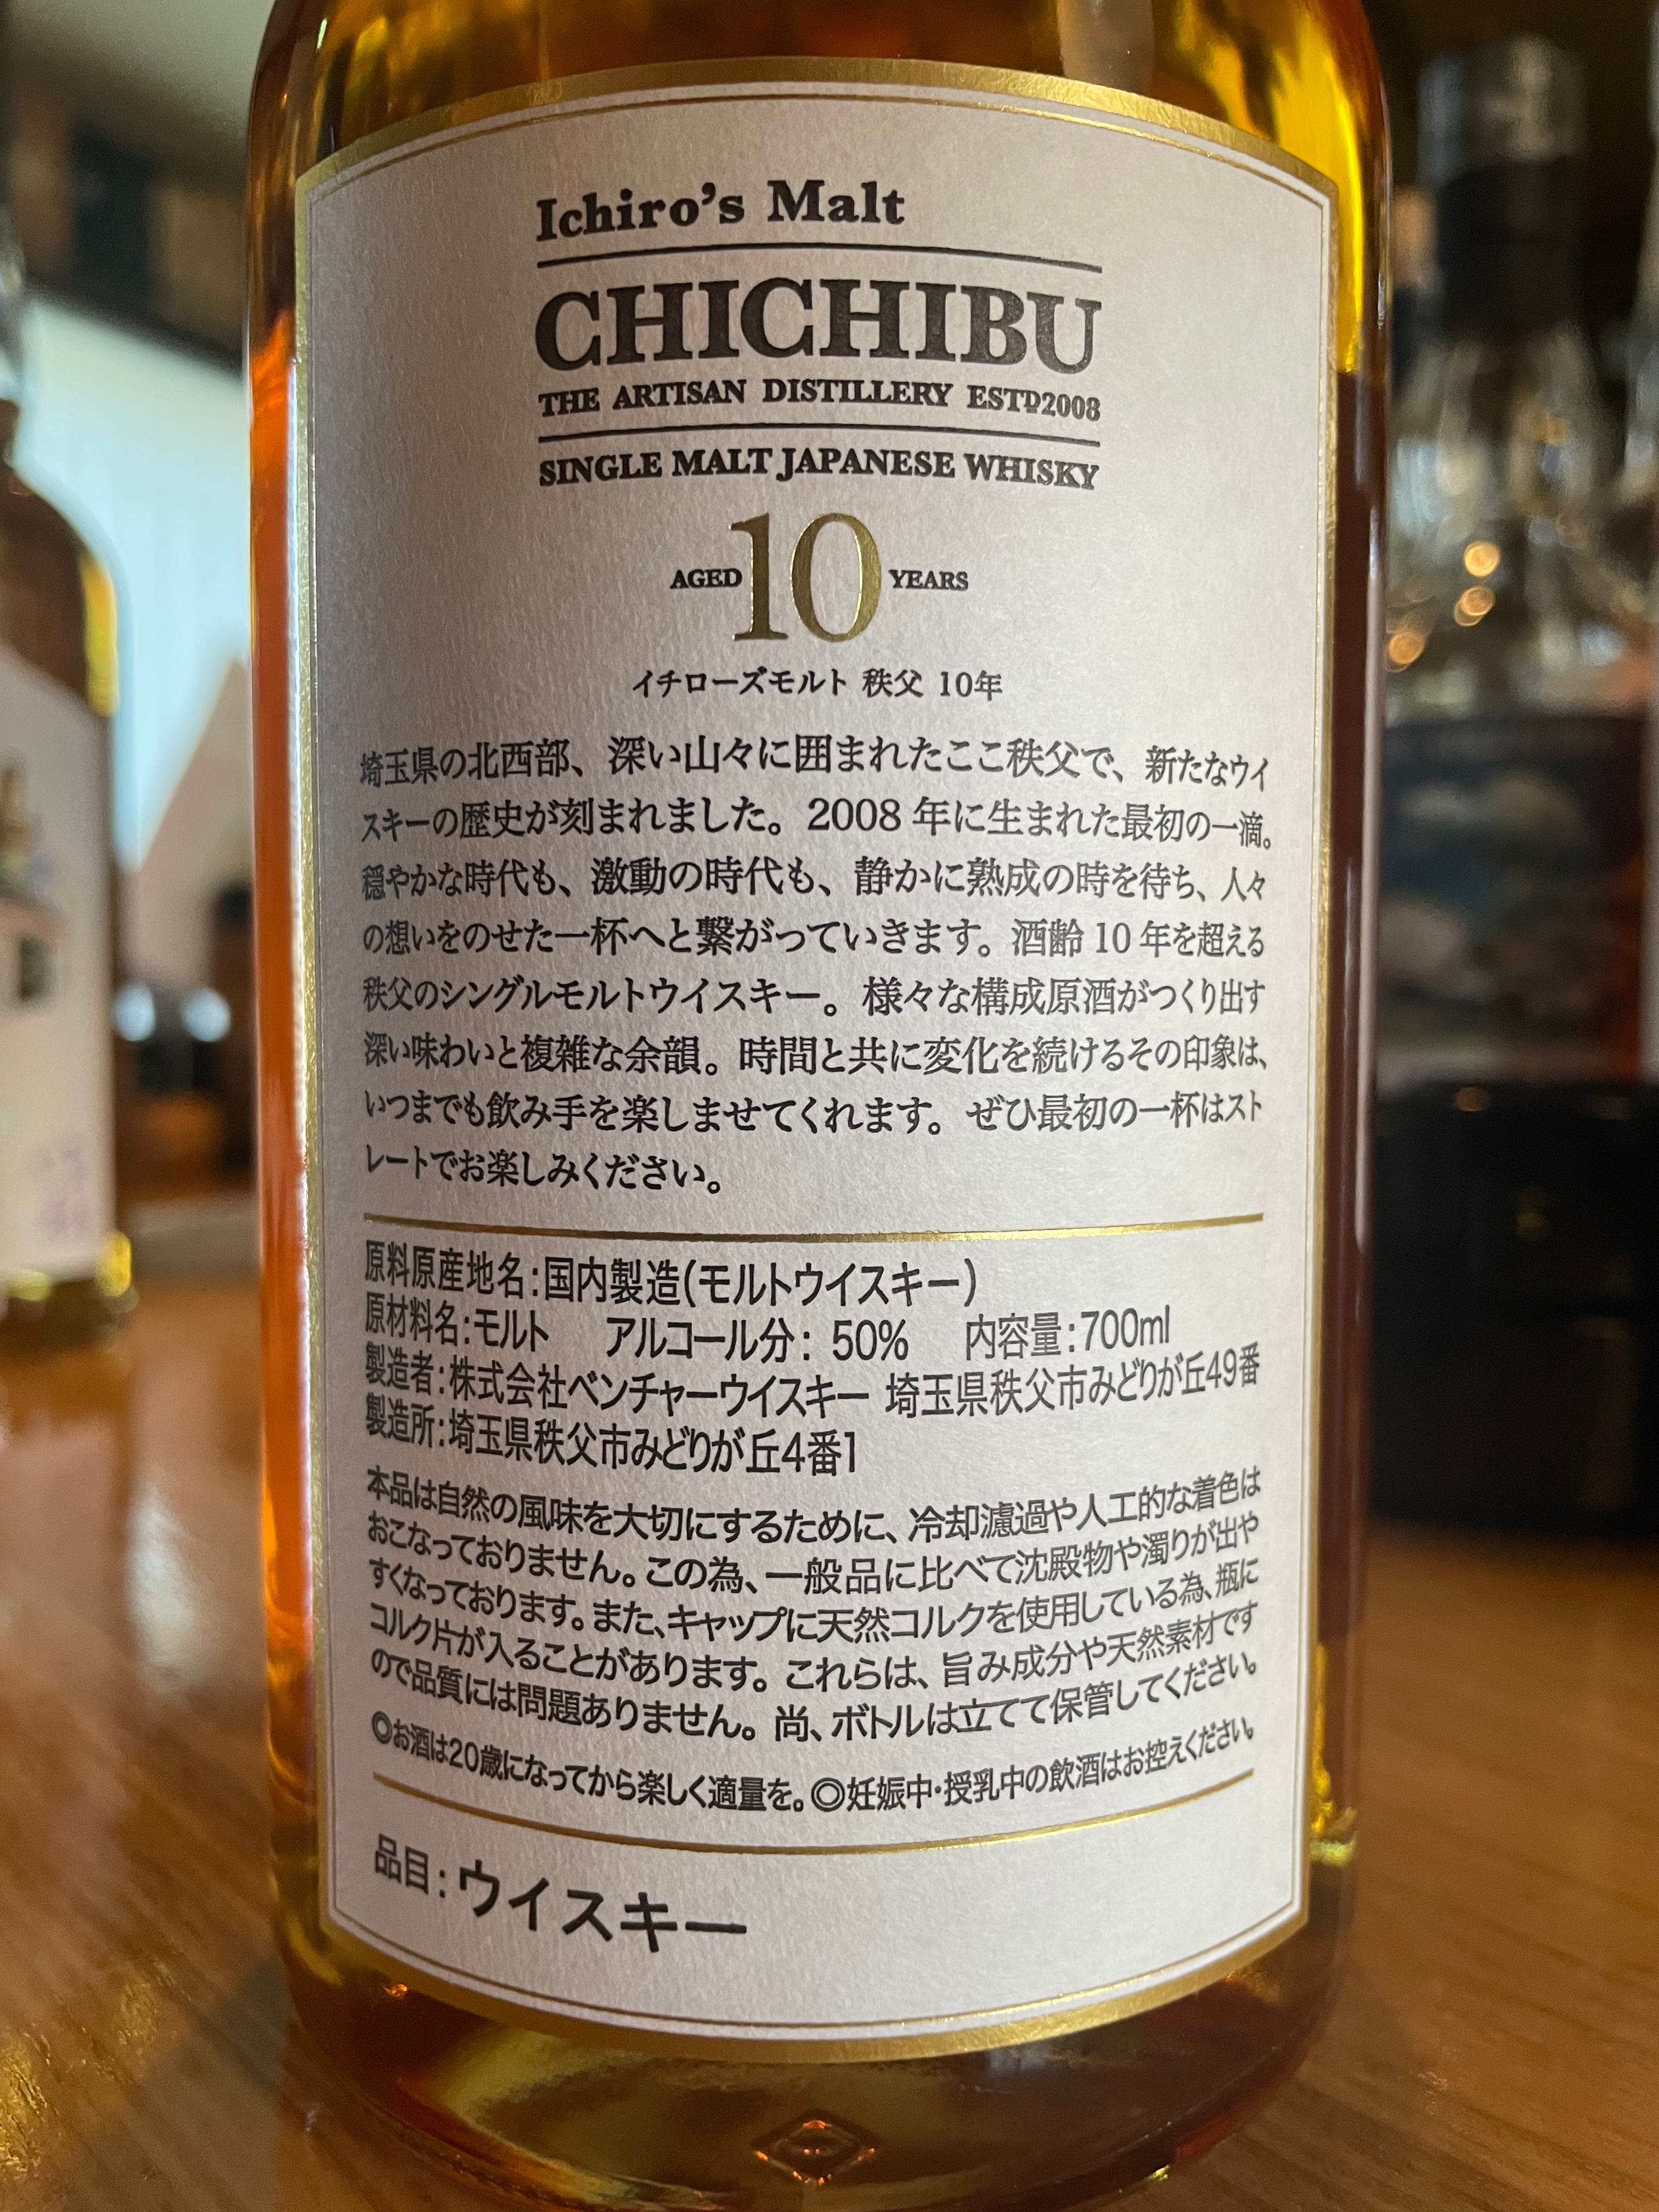 Ichiro's Malt
CHICHIBU
THE ARTISAN DISTILLERY ESTD2008
SINGLE MALT JAPANESE WHISKY
AGED 10 YEARS
イチローズモルト 秩父 10年
埼玉県の北西部、深い山々に囲まれたここ秩父で、新たなウイ
スキーの歴史が刻まれました。2008 年に生まれた最初の一滴。
穏やかな時代も、激動の時代も、静かに熟成の時を待ち、人々
の想いをのせた一杯へと繋がっていきます。酒齢 10 年を超える
秩父のシングルモルトウイスキー。様々な構成原酒がつくり出す
深い味わいと複雑な余韻。時間と共に変化を続けるその印象は、
いつまでも飲み手を楽しませてくれます。ぜひ最初の一杯はスト
レートでお楽しみください。
原料原産地名:国内製造(モルトウイスキー)
原材料名:モルト アルコール分: 50% 内容量:700ml
製造者:株式会社ベンチャーウイスキー 埼玉県秩父市みどりが丘49番
製造所:埼玉県秩父市みどりが丘4番1
本品は自然の風味を大切にするために、冷却濾過や人工的な着色は
おこなっておりません。この為、一般品に比べて沈殿物や濁りが出や
すくなっております。また、キャップに天然コルクを使用している為、瓶に
コルク片が入ることがあります。これらは、旨み成分や天然素材です
ので品質には問題ありません。尚、ボトルは立てて保管してください。
◎お酒は20歳になってから楽しく適量を。◎妊娠中・授乳中の飲酒はお控えください。
品目:ウイスキー